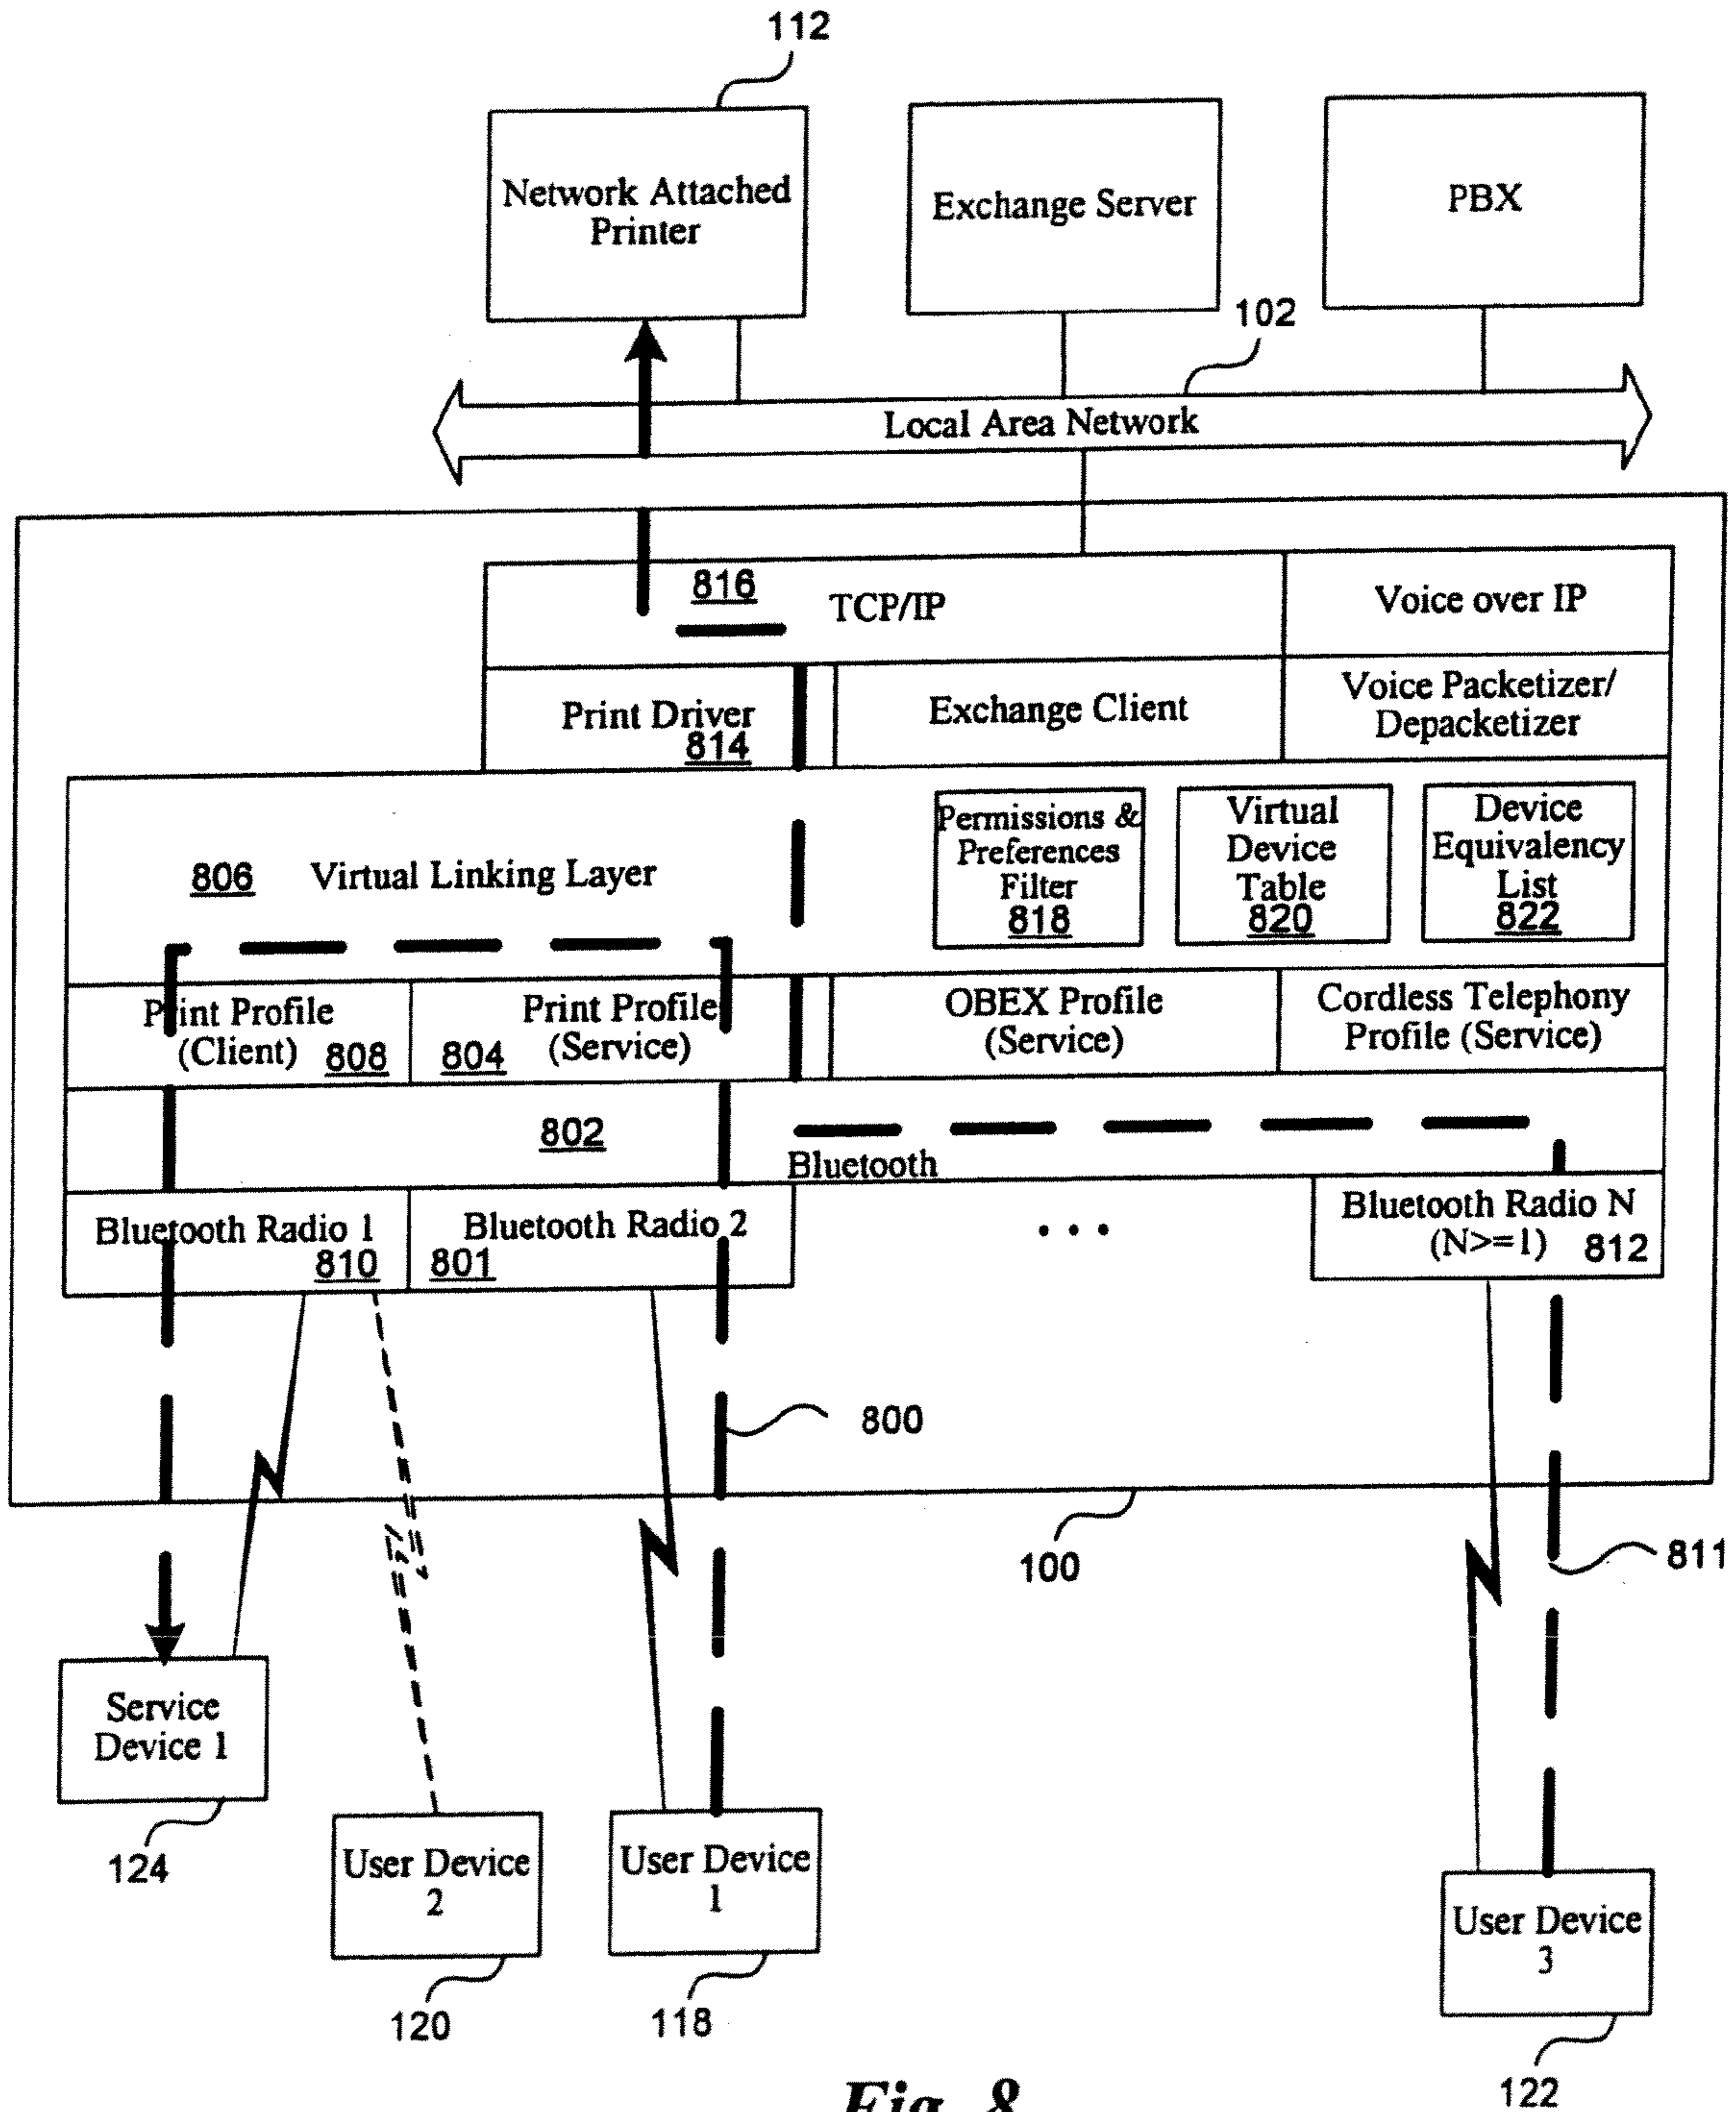 112
Network Attached
Printer
Exchange Server
PBX
102
Local Area Network
816
TCP/IP
Voice over IP
Print Driver
814
Exchange Client
Voice Packetizer/
Depacketizer
806
Virtual Linking Layer
Permissions &
Preferences
Filter
818
Virtual
Device
Table
820
Device
Equivalency
List
822
Print Profile
(Client)
808
804
Print Profile
(Service)
OBEX Profile
(Service)
Cordless Telephony
Profile (Service)
802
Bluetooth
Bluetooth Radio 1
810
Bluetooth Radio 2
801
. . .
Bluetooth Radio N
(N>=1)
812
800
100
811
Service
Device 1
124
User Device
2
120
User Device
1
118
User Device
3
122
Fig. 8